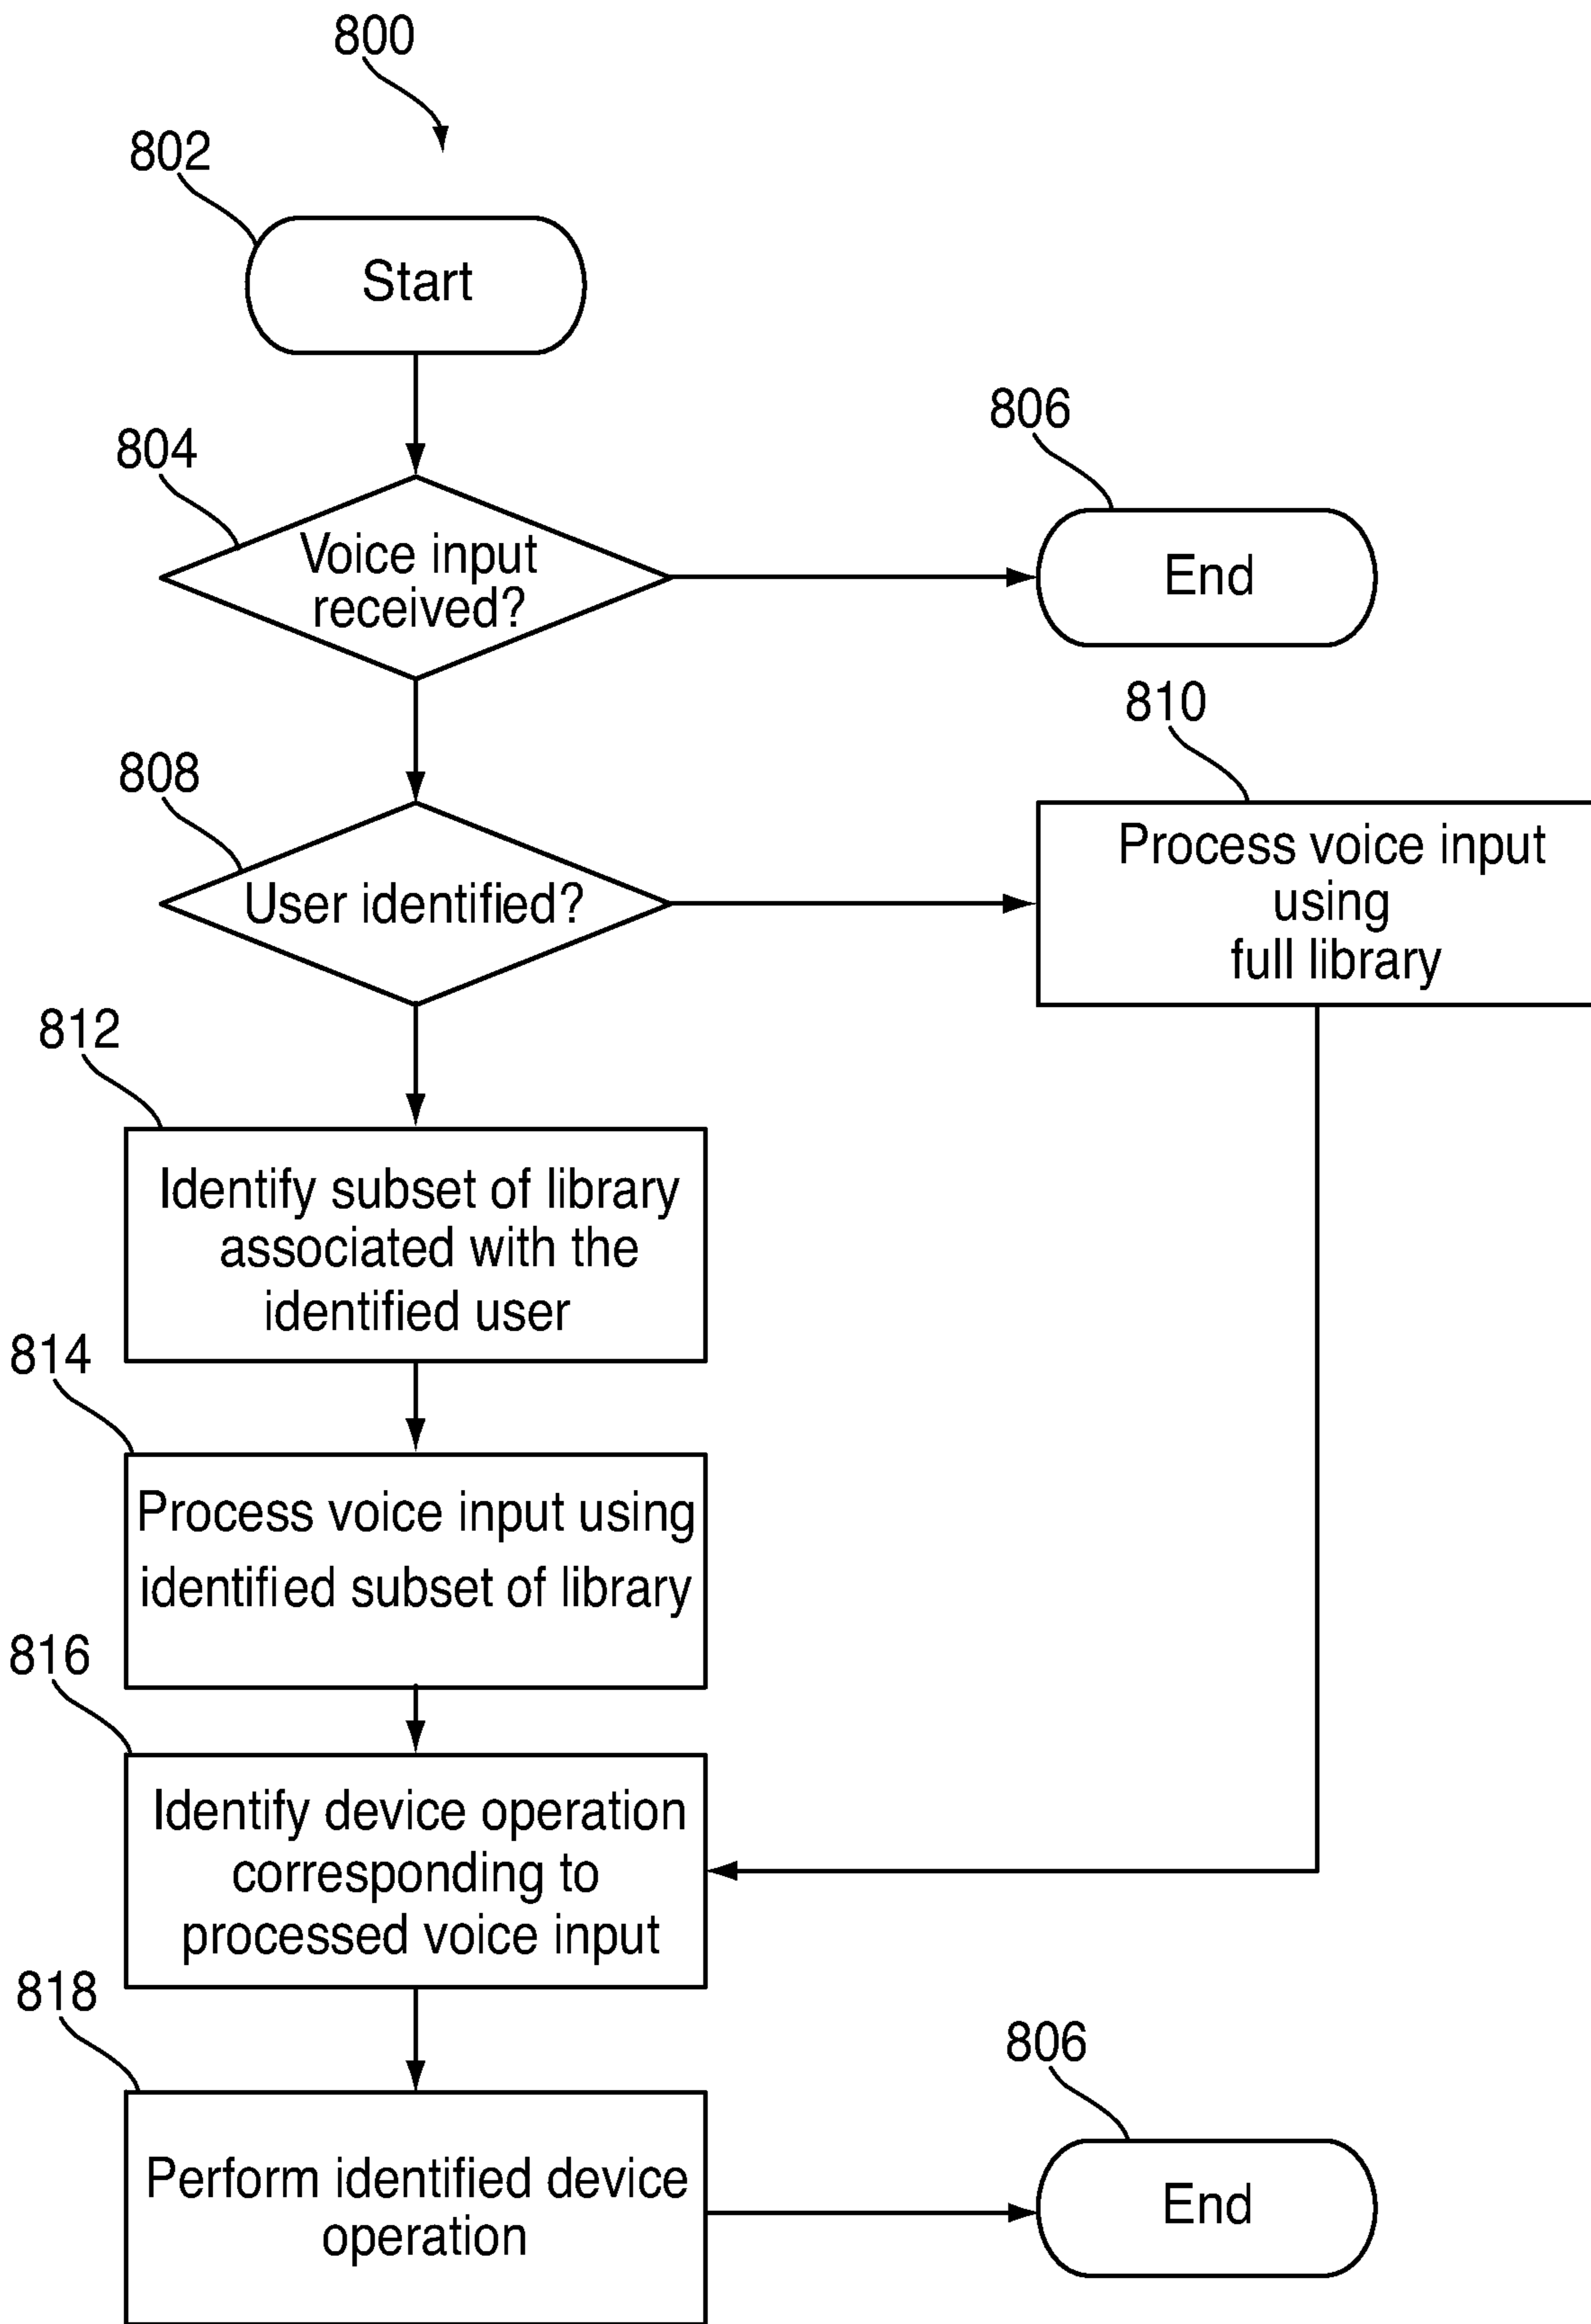 800
802
Start
804
Voice input
received?
806
End
808
User identified?
810
Process voice input
using
full library
812
Identify subset of library
associated with the
identified user
814
Process voice input using
identified subset of library
816
Identify device operation
corresponding to
processed voice input
818
Perform identified device
operation
806
End